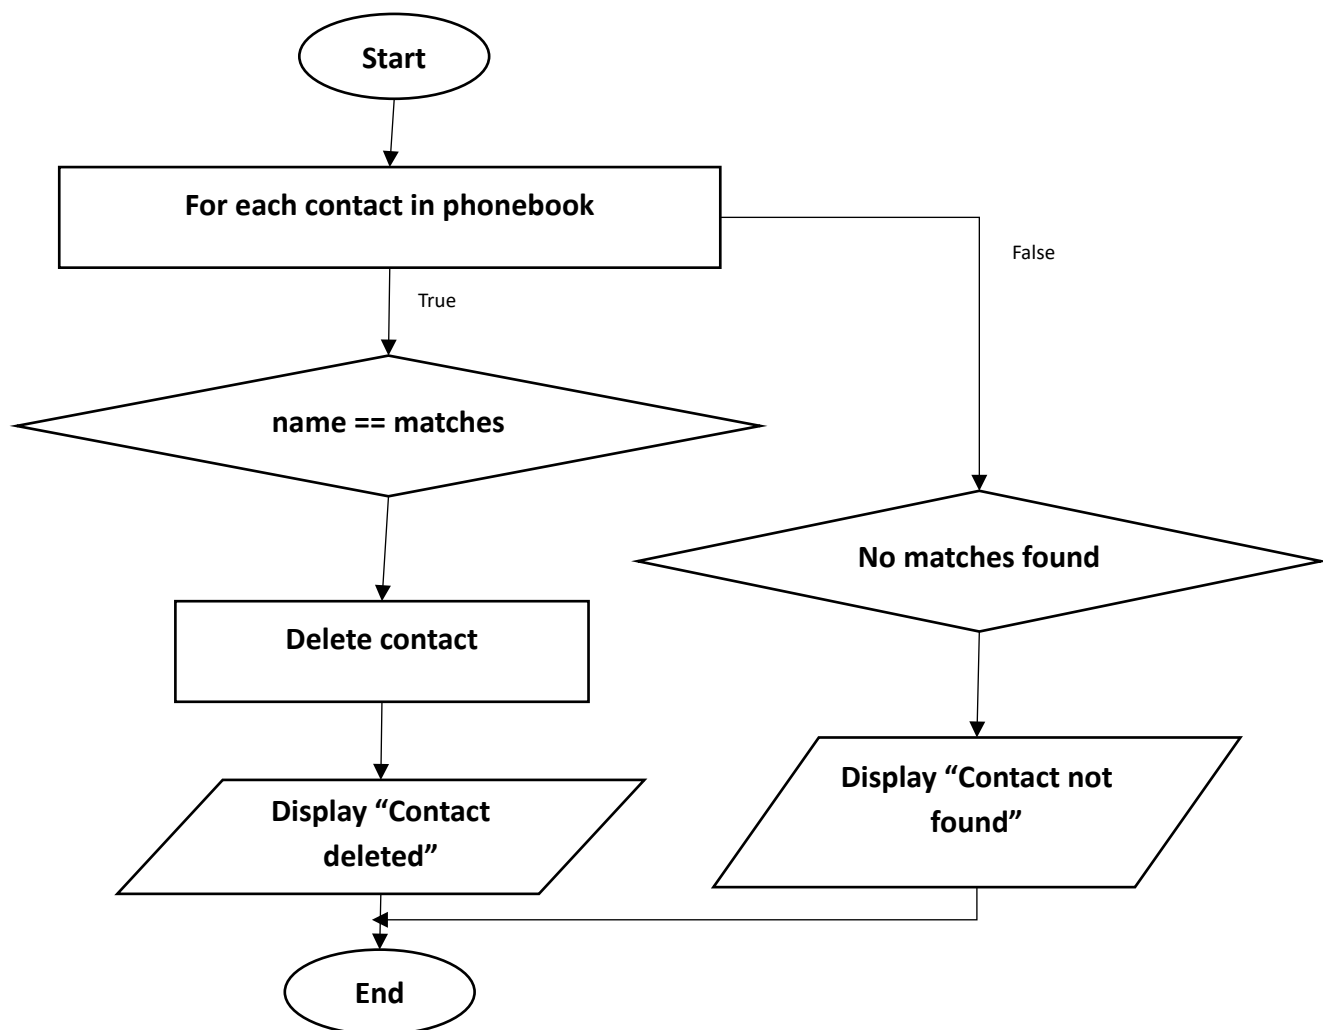 Start
For each contact in phonebook
False
True
name == matches
No matches found
Delete contact
Display “Contact not
found”
Display “Contact
deleted”
End